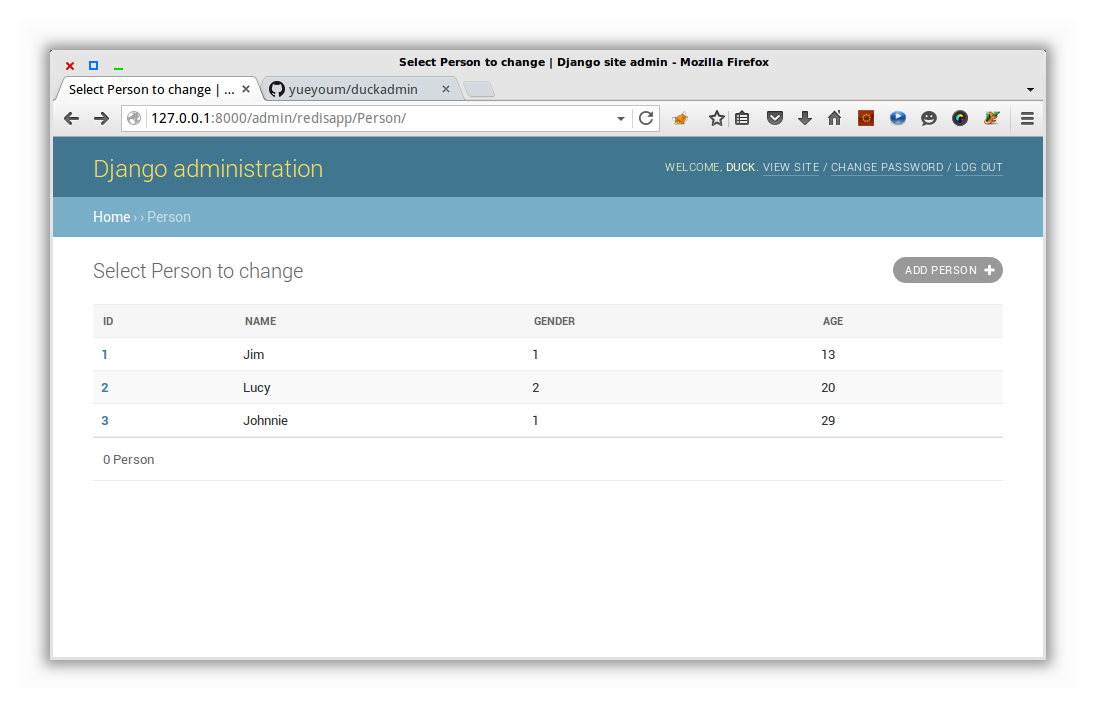 Select Person to change | Django site admin - Mozilla Firefox
Select Person to change | ... × yueyoum/duckadmin ×
127.0.0.1:8000/admin/redisapp/Person/
Django administration
WELCOME, DUCK. VIEW SITE / CHANGE PASSWORD / LOG OUT
Home › › Person
Select Person to change
ADD PERSON +
ID NAME GENDER AGE
1 Jim 1 13
2 Lucy 2 20
3 Johnnie 1 29
0 Person